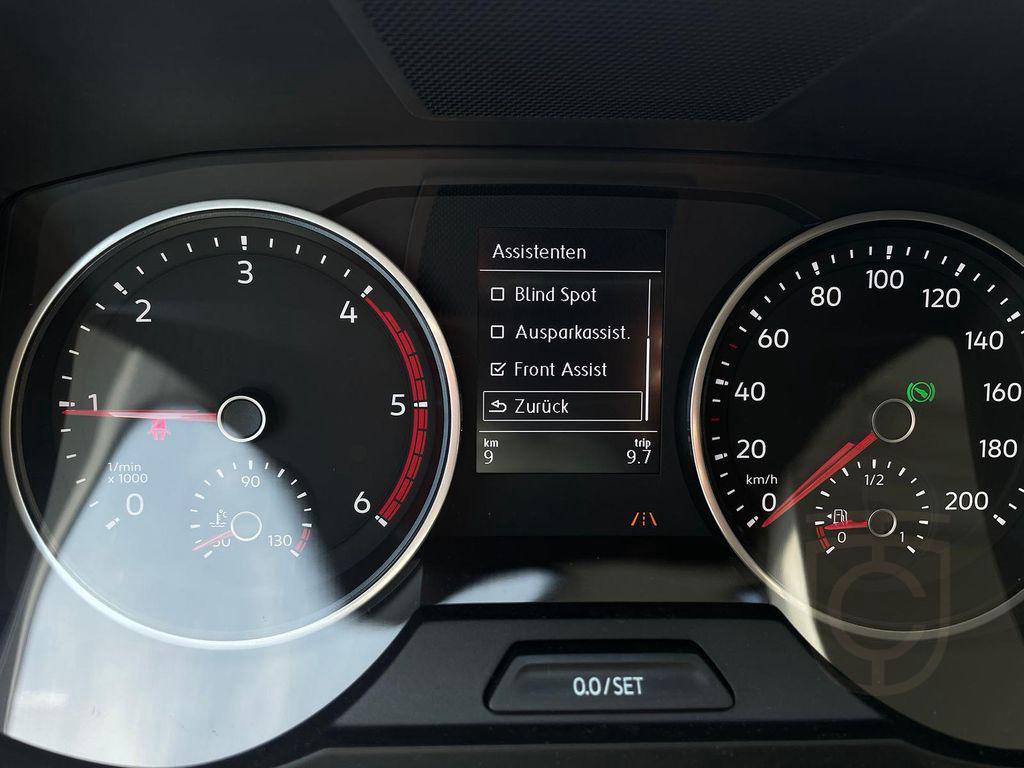 Assistenten
Blind Spot
Ausparkassist.
Front Assist
Zurück
km
trip
9
9.7
0
1
2
3
4
5
6
1/min
x 1000
90
°C
50
130
0
20
40
60
80
100
120
140
160
180
200
km/h
1/2
0
1
0.0 / SET